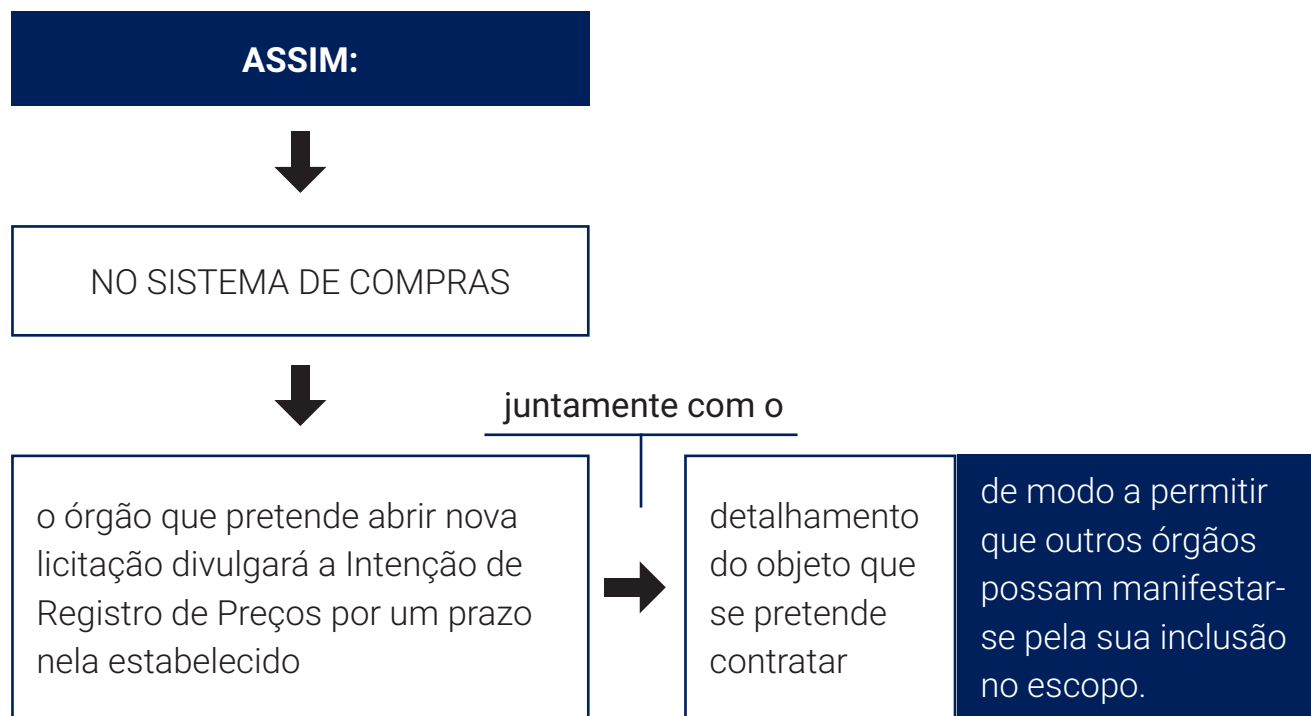 ASSIM:
NO SISTEMA DE COMPRAS
juntamente com o
o órgão que pretende abrir nova
licitação divulgará a Intenção de
Registro de Preços por um prazo
nela estabelecido
detalhamento
do objeto que
se pretende
contratar
de modo a permitir
que outros órgãos
possam manifestar-
se pela sua inclusão
no escopo.